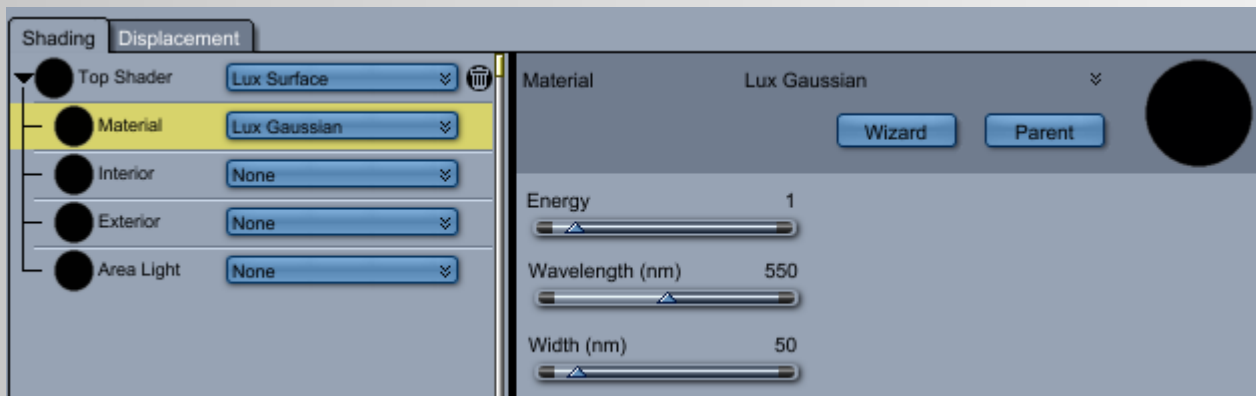 Shading Displacement
Top Shader Lux Surface
Material Lux Gaussian
Interior None
Exterior None
Area Light None
Material Lux Gaussian
Wizard Parent
Energy 1
Wavelength (nm) 550
Width (nm) 50